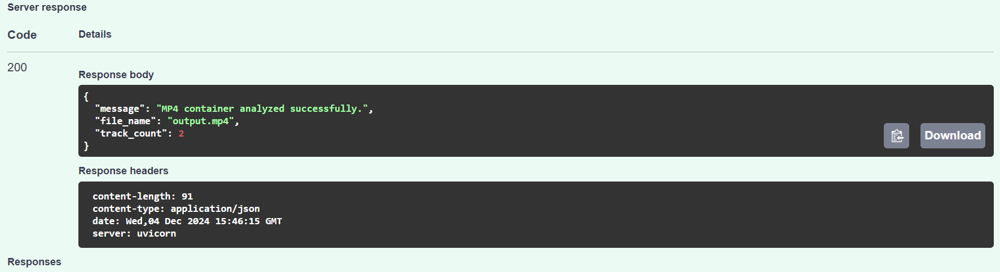 Server response
Code Details
200
Response body
{
  "message": "MP4 container analyzed successfully.",
  "file_name": "output.mp4",
  "track_count": 2
}
Download
Response headers
content-length: 91
content-type: application/json
date: Wed,04 Dec 2024 15:46:15 GMT
server: uvicorn
Responses